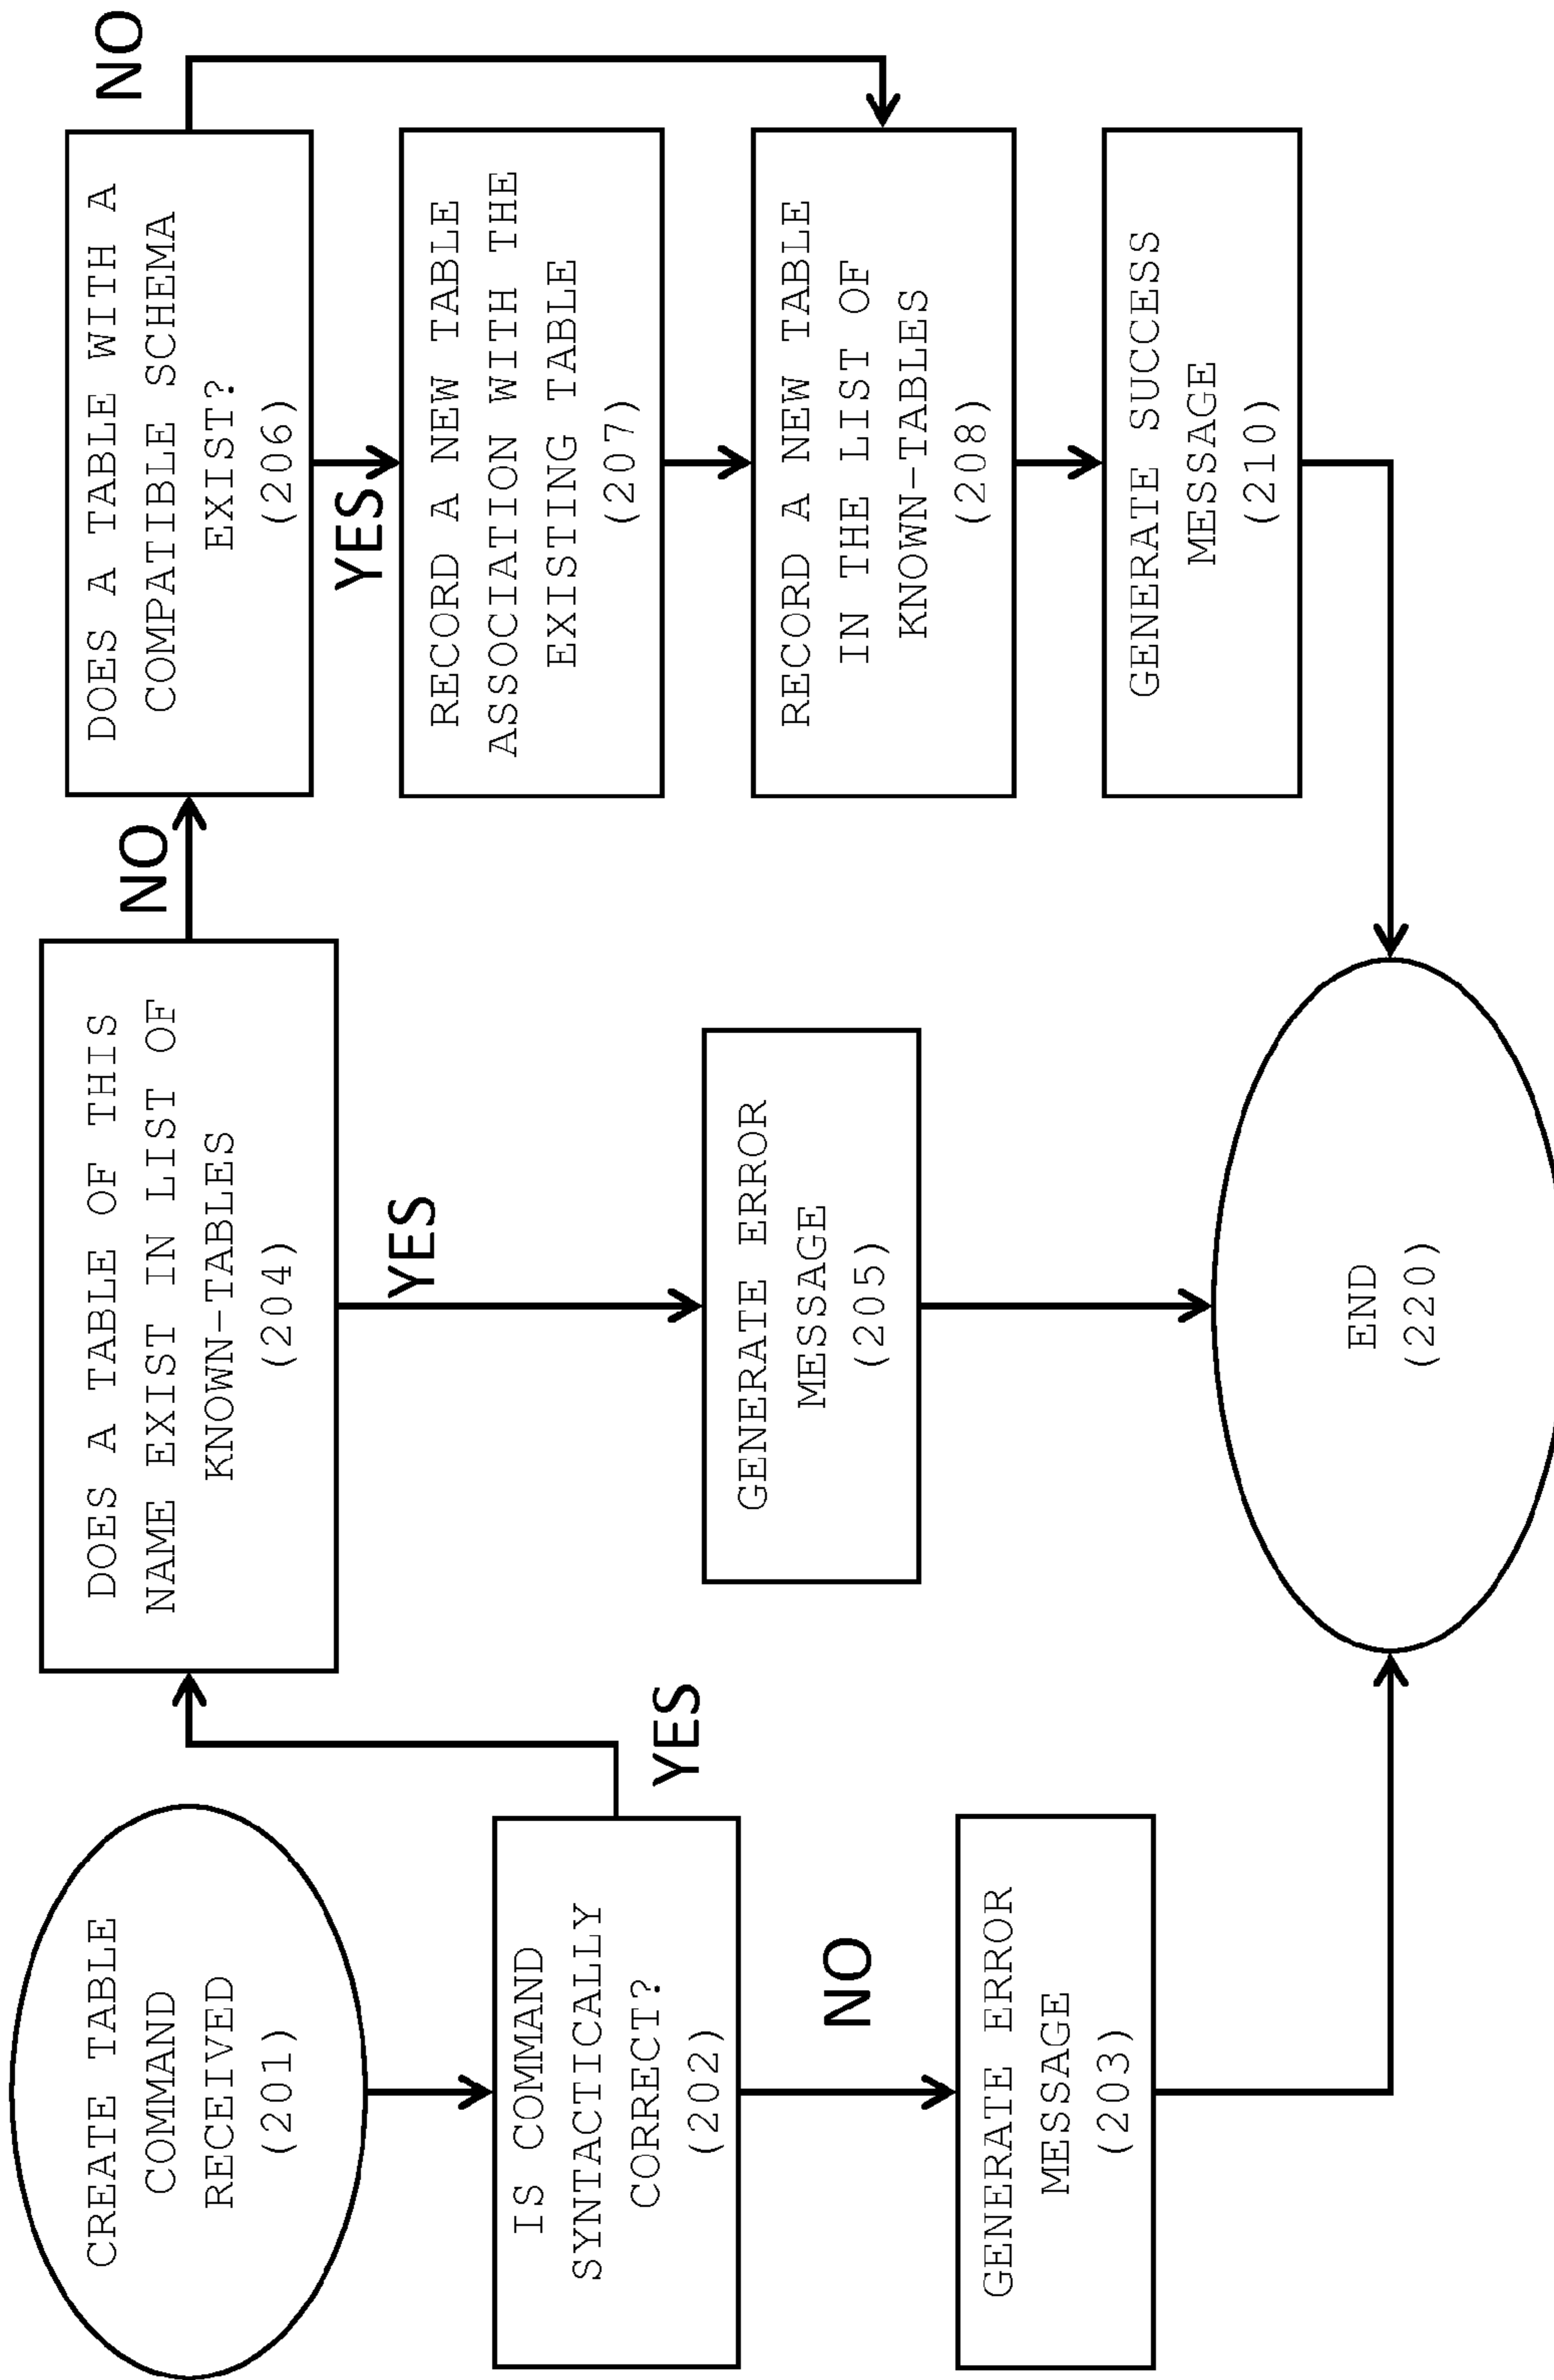 CREATE TABLE
COMMAND
RECEIVED
(201)
IS COMMAND
SYNTACTICALLY
CORRECT?
(202)
YES
NO
GENERATE ERROR
MESSAGE
(203)
DOES A TABLE OF THIS
NAME EXIST IN LIST OF
KNOWN-TABLES
(204)
NO
YES
GENERATE ERROR
MESSAGE
(205)
END
(220)
DOES A TABLE WITH A
COMPATIBLE SCHEMA
EXIST?
(206)
NO
YES
RECORD A NEW TABLE
ASSOCIATION WITH THE
EXISTING TABLE
(207)
RECORD A NEW TABLE
IN THE LIST OF
KNOWN-TABLES
(208)
GENERATE SUCCESS
MESSAGE
(210)